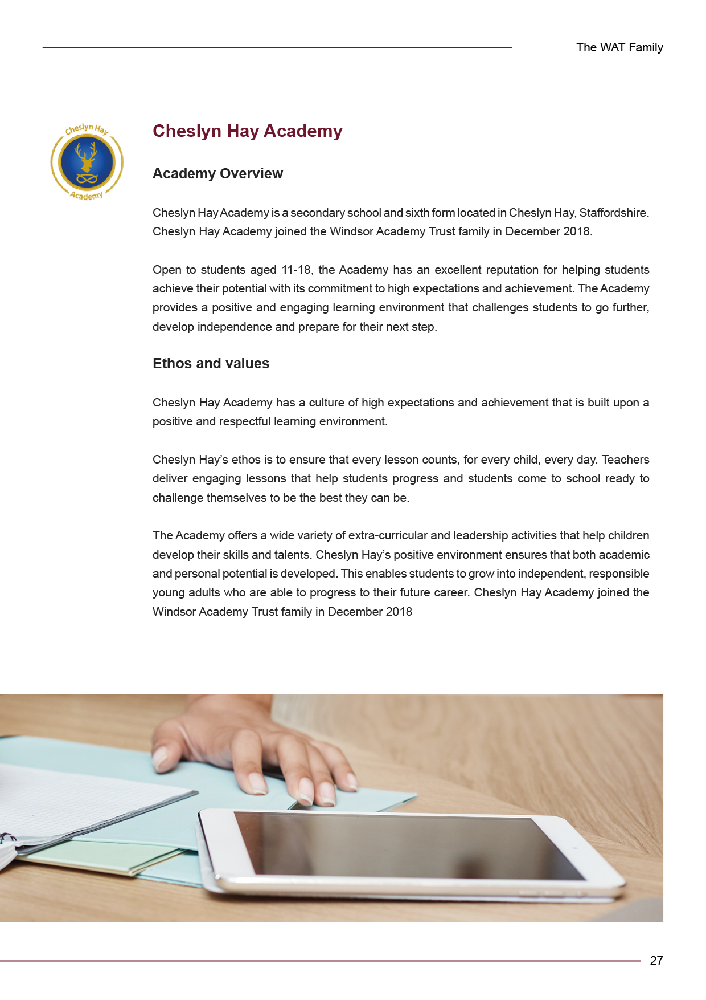 The WAT Family
Cheslyn Hay
Academy
Cheslyn Hay Academy
Academy Overview
Cheslyn Hay Academy is a secondary school and sixth form located in Cheslyn Hay, Staffordshire.
Cheslyn Hay Academy joined the Windsor Academy Trust family in December 2018.
Open to students aged 11-18, the Academy has an excellent reputation for helping students
achieve their potential with its commitment to high expectations and achievement. The Academy
provides a positive and engaging learning environment that challenges students to go further,
develop independence and prepare for their next step.
Ethos and values
Cheslyn Hay Academy has a culture of high expectations and achievement that is built upon a
positive and respectful learning environment.
Cheslyn Hay’s ethos is to ensure that every lesson counts, for every child, every day. Teachers
deliver engaging lessons that help students progress and students come to school ready to
challenge themselves to be the best they can be.
The Academy offers a wide variety of extra-curricular and leadership activities that help children
develop their skills and talents. Cheslyn Hay’s positive environment ensures that both academic
and personal potential is developed. This enables students to grow into independent, responsible
young adults who are able to progress to their future career. Cheslyn Hay Academy joined the
Windsor Academy Trust family in December 2018
27